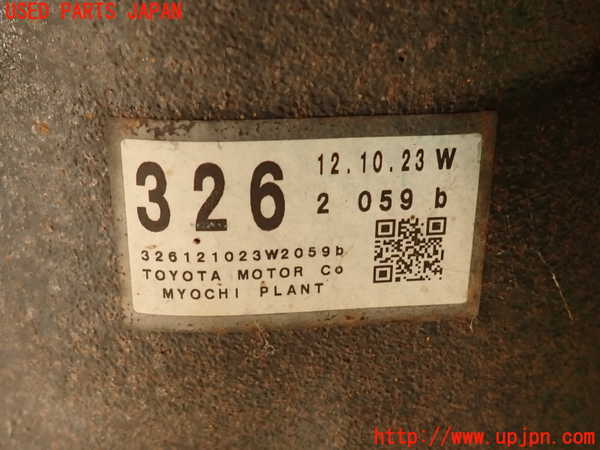 USED PARTS JAPAN
326
12.10.23 W
2 059 b
326121023W2059b
TOYOTA MOTOR Co
MYOCHI PLANT
http://www.upjpn.com